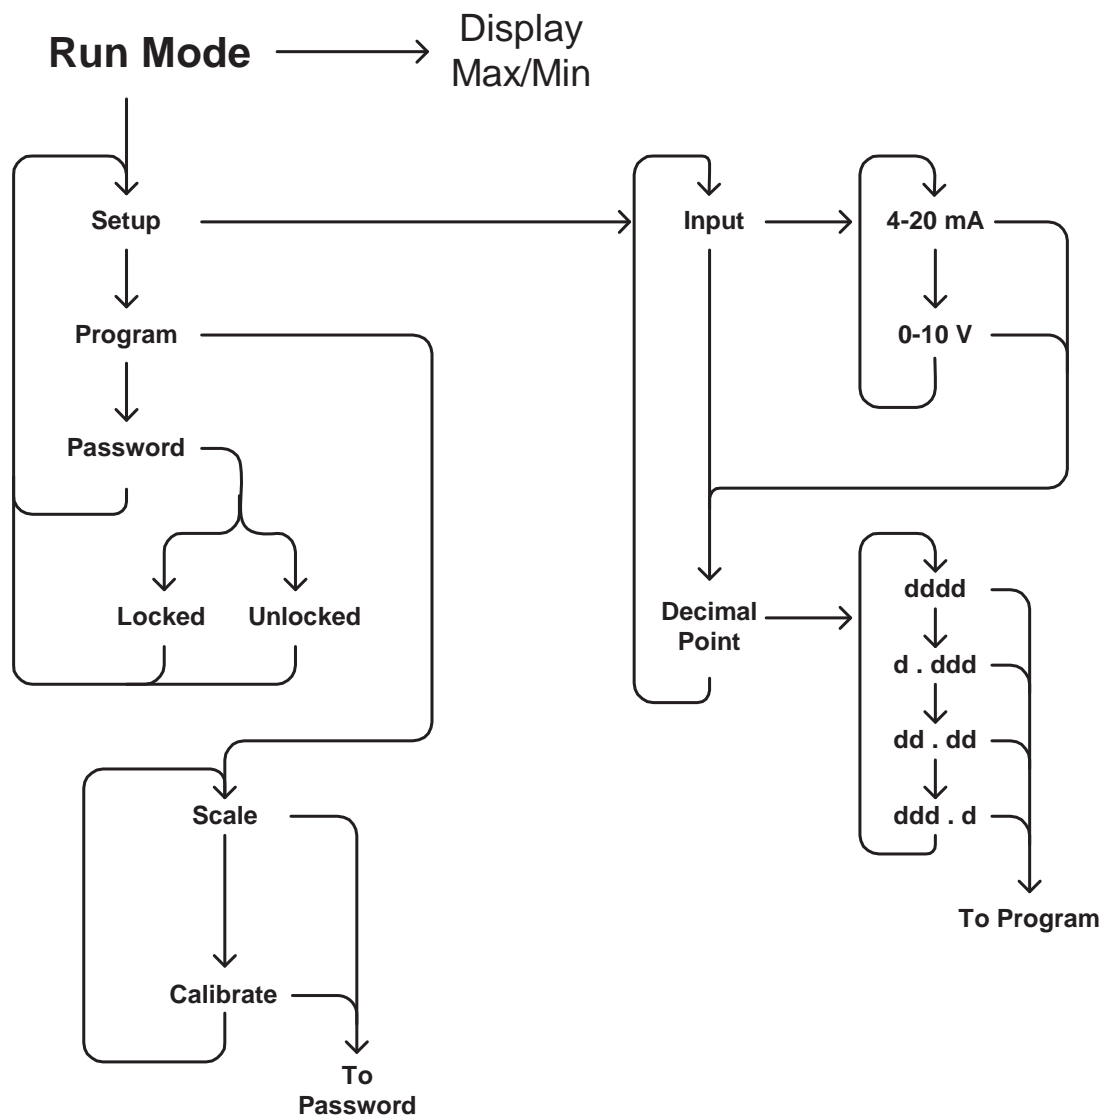 Run Mode
Display
Max/Min
Setup
Input
4-20 mA
Program
0-10 V
Password
Locked
Unlocked
Decimal
Point
dddd
d . ddd
dd . dd
Scale
ddd . d
To Program
Calibrate
To
Password